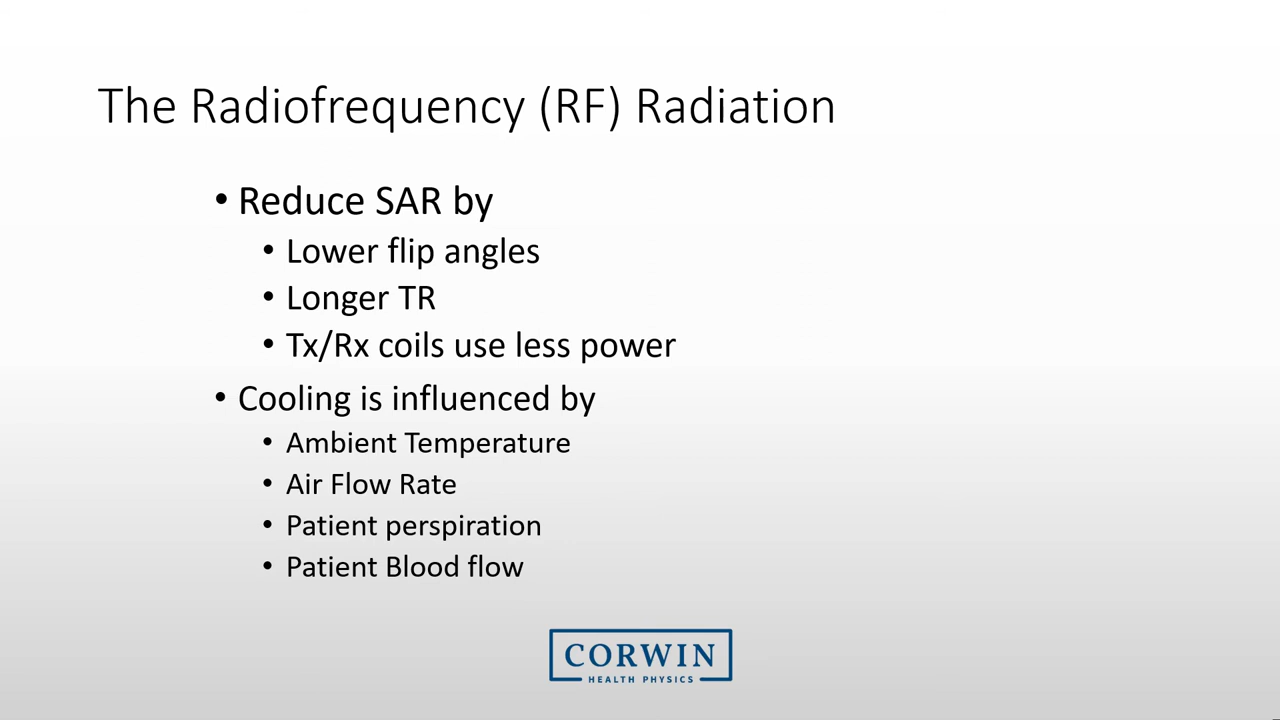 The Radiofrequency (RF) Radiation
• Reduce SAR by
• Lower flip angles
• Longer TR
• Tx/Rx coils use less power
• Cooling is influenced by
• Ambient Temperature
• Air Flow Rate
• Patient perspiration
• Patient Blood flow
CORWIN
HEALTH PHYSICS